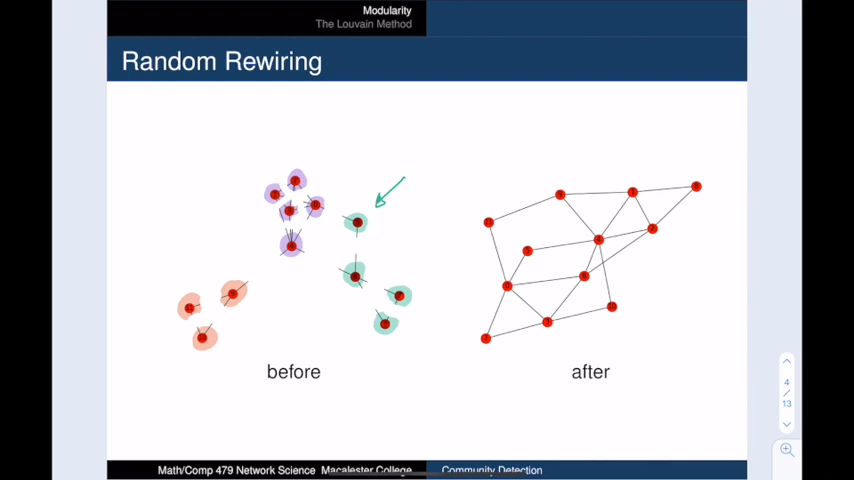 Modularity
The Louvain Method
Random Rewiring
before
after
4
/
13
Math/Comp 479 Network Science Macalester College
Community Detection